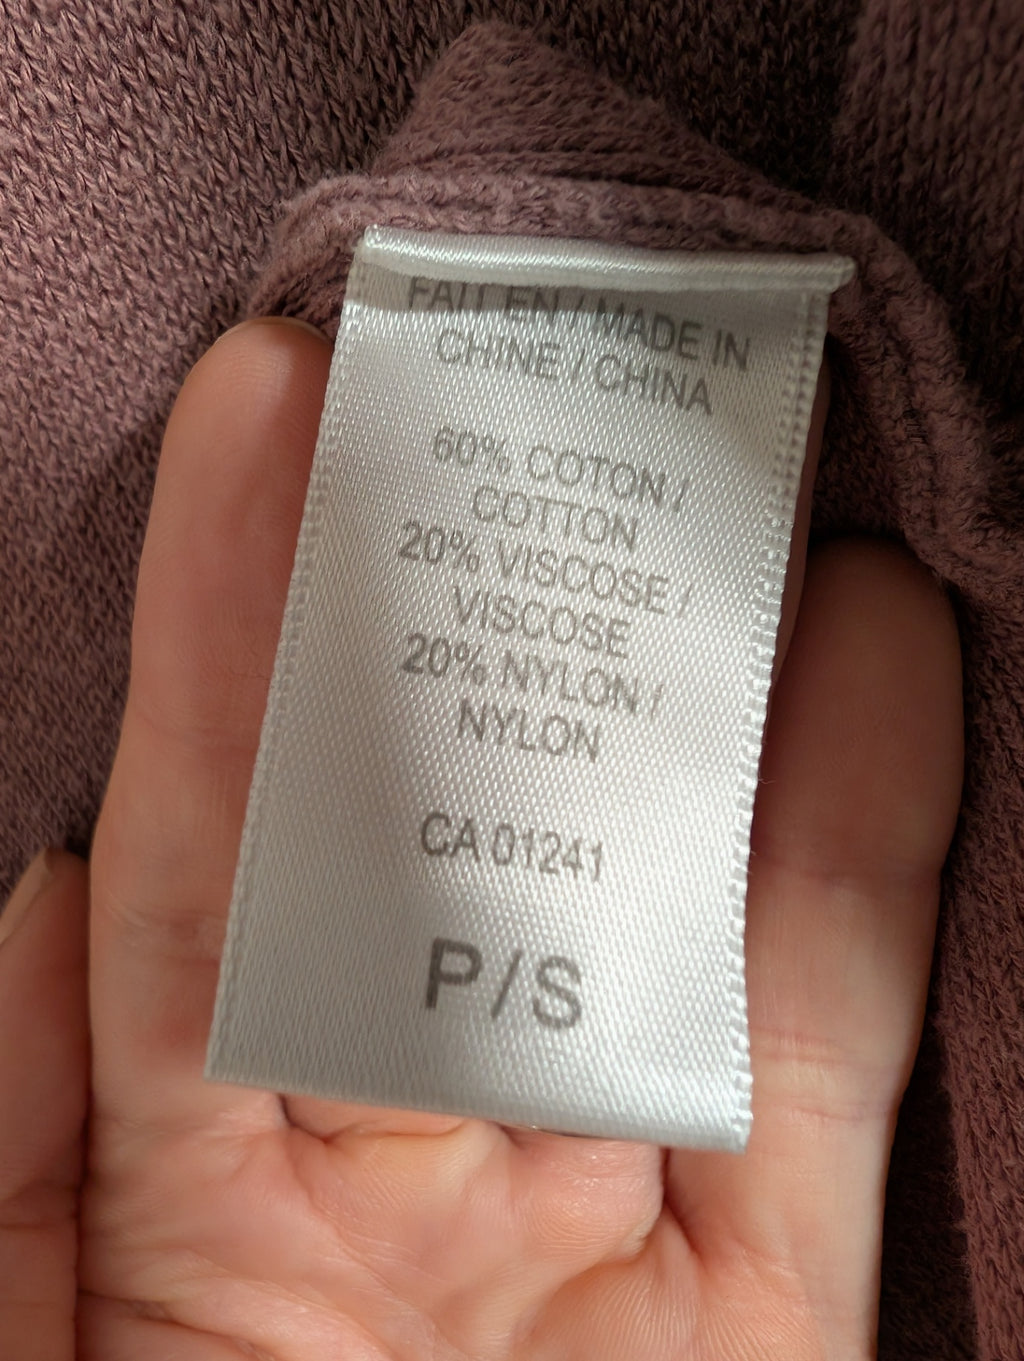 FAIT EN / MADE IN
CHINE / CHINA
60% COTON /
COTTON
20% VISCOSE /
VISCOSE
20% NYLON /
NYLON
CA 01241
P/S